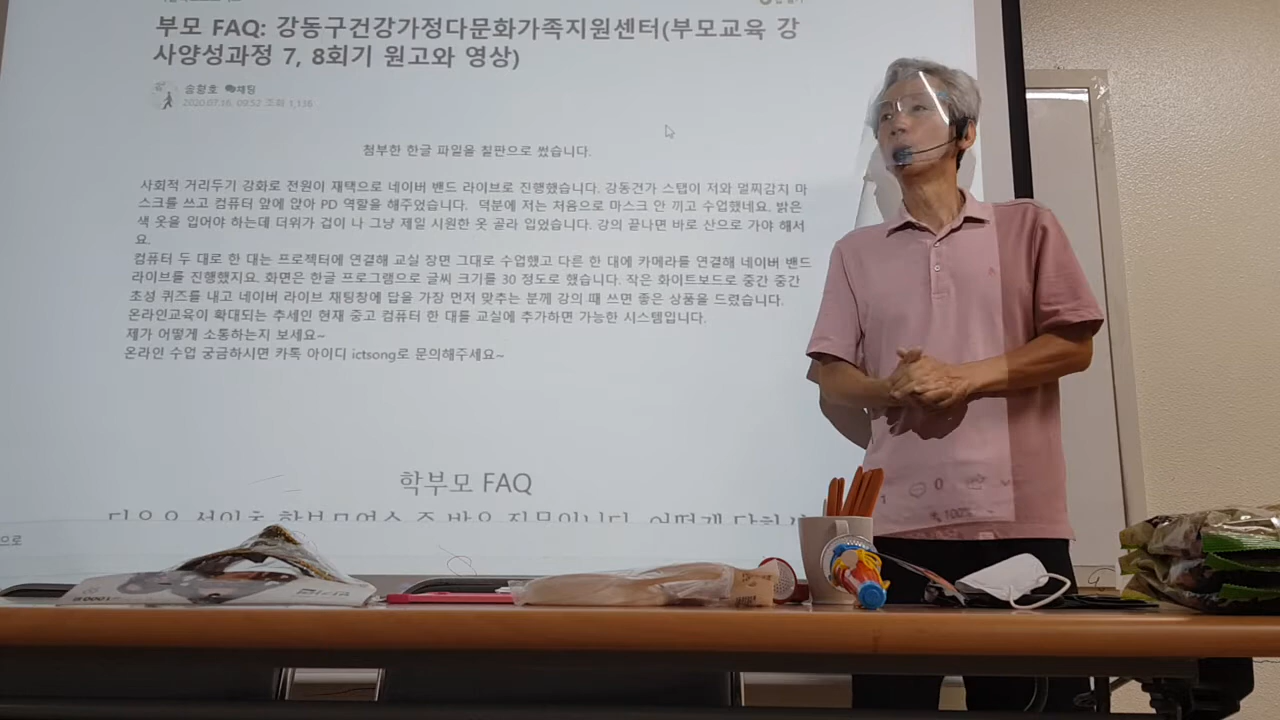 부모 FAQ: 강동구건강가정다문화가족지원센터(부모교육 강
사양성과정 7, 8회기 원고와 영상)
송형호 채팅
2020.07.16. 09:52 조회 1,136
첨부한 한글 파일을 칠판으로 썼습니다.
사회적 거리두기 강화로 전원이 재택으로 네이버 밴드 라이브로 진행했습니다. 강동건가 스탭이 저와 멀찌감치 마
스크를 쓰고 컴퓨터 앞에 앉아 PD 역할을 해주었습니다. 덕분에 저는 처음으로 마스크 안 끼고 수업했네요. 밝은
색 옷을 입어야 하는데 더위가 겁이 나 그냥 제일 시원한 옷 골라 입었습니다. 강의 끝나면 바로 산으로 가야 해서
요.
컴퓨터 두 대로 한 대는 프로젝터에 연결해 교실 장면 그대로 수업했고 다른 한 대에 카메라를 연결해 네이버 밴드
라이브를 진행했지요. 화면은 한글 프로그램으로 글씨 크기를 30 정도로 했습니다. 작은 화이트보드로 중간 중간
초성 퀴즈를 내고 네이버 라이브 채팅창에 답을 가장 먼저 맞추는 분께 강의 때 쓰면 좋은 상품을 드렸습니다.
온라인교육이 확대되는 추세인 현재 중고 컴퓨터 한 대를 교실에 추가하면 가능한 시스템입니다.
제가 어떻게 소통하는지 보세요~
온라인 수업 궁금하시면 카톡 아이디 ictsong로 문의해주세요~
학부모 FAQ
0
100%
으로